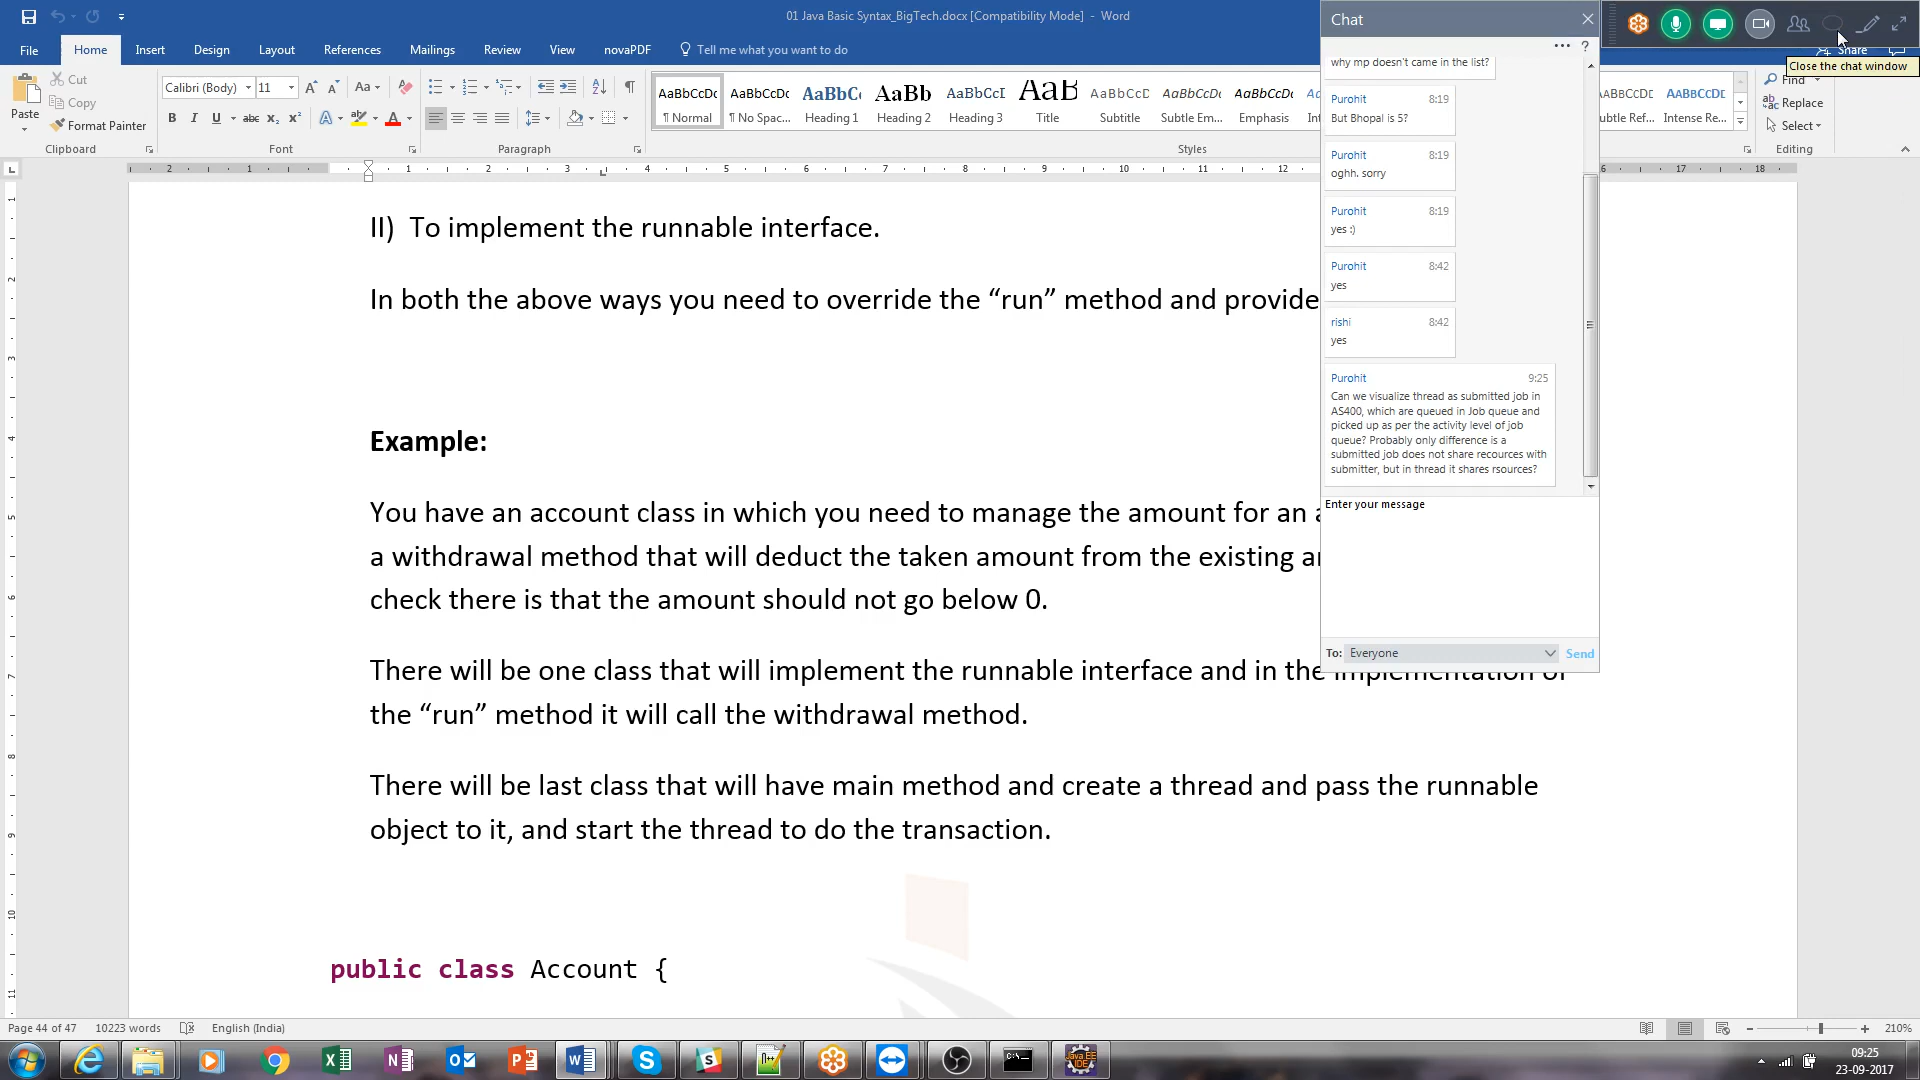 01 Java Basic Syntax_BigTech.docx [Compatibility Mode] - Word
File Home Insert Design Layout References Mailings Review View novaPDF Tell me what you want to do
Share
Close the chat window
Paste
Cut
Copy
Format Painter
Clipboard
Calibri (Body) 11
Font
Paragraph
AaBbCcDc ¶ Normal
AaBbCcDc ¶ No Spac...
AaBbC Heading 1
AaBb Heading 2
AaBbCcD Heading 3
AaB Title
AaBbCcD Subtitle
AaBbCcDc Subtle Em...
AaBbCcDc Emphasis
AABBCCDC ubtle Ref...
AABBCCDC Intense Re...
Styles
Find
Replace
Select
Editing
II) To implement the runnable interface.
In both the above ways you need to override the “run” method and provide
Example:
You have an account class in which you need to manage the amount for an
a withdrawal method that will deduct the taken amount from the existing
check there is that the amount should not go below 0.
There will be one class that will implement the runnable interface and in the implementation of
the “run” method it will call the withdrawal method.
There will be last class that will have main method and create a thread and pass the runnable
object to it, and start the thread to do the transaction.
public class Account {
Chat
why mp doesn't came in the list?
Purohit 8:19
But Bhopal is 5?
Purohit 8:19
oghh. sorry
Purohit 8:19
yes :)
Purohit 8:42
yes
rishi 8:42
yes
Purohit 9:25
Can we visualize thread as submitted job in
AS400, which are queued in Job queue and
picked up as per the activity level of job
queue? Probably only difference is a
submitted job does not share recources with
submitter, but in thread it shares rsources?
Enter your message
To: Everyone Send
Page 44 of 47 10223 words English (India)
210%
09:25
23-09-2017